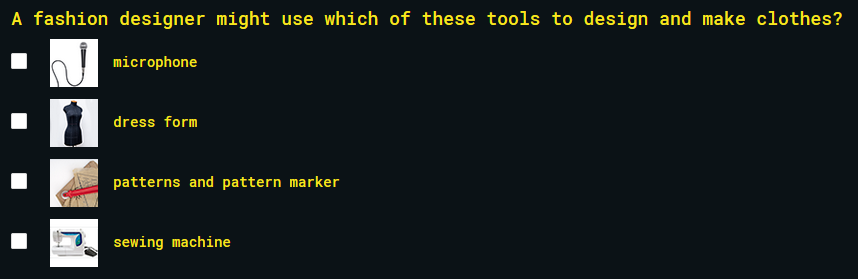 A fashion designer might use which of these tools to design and make clothes?
microphone
dress form
patterns and pattern marker
sewing machine